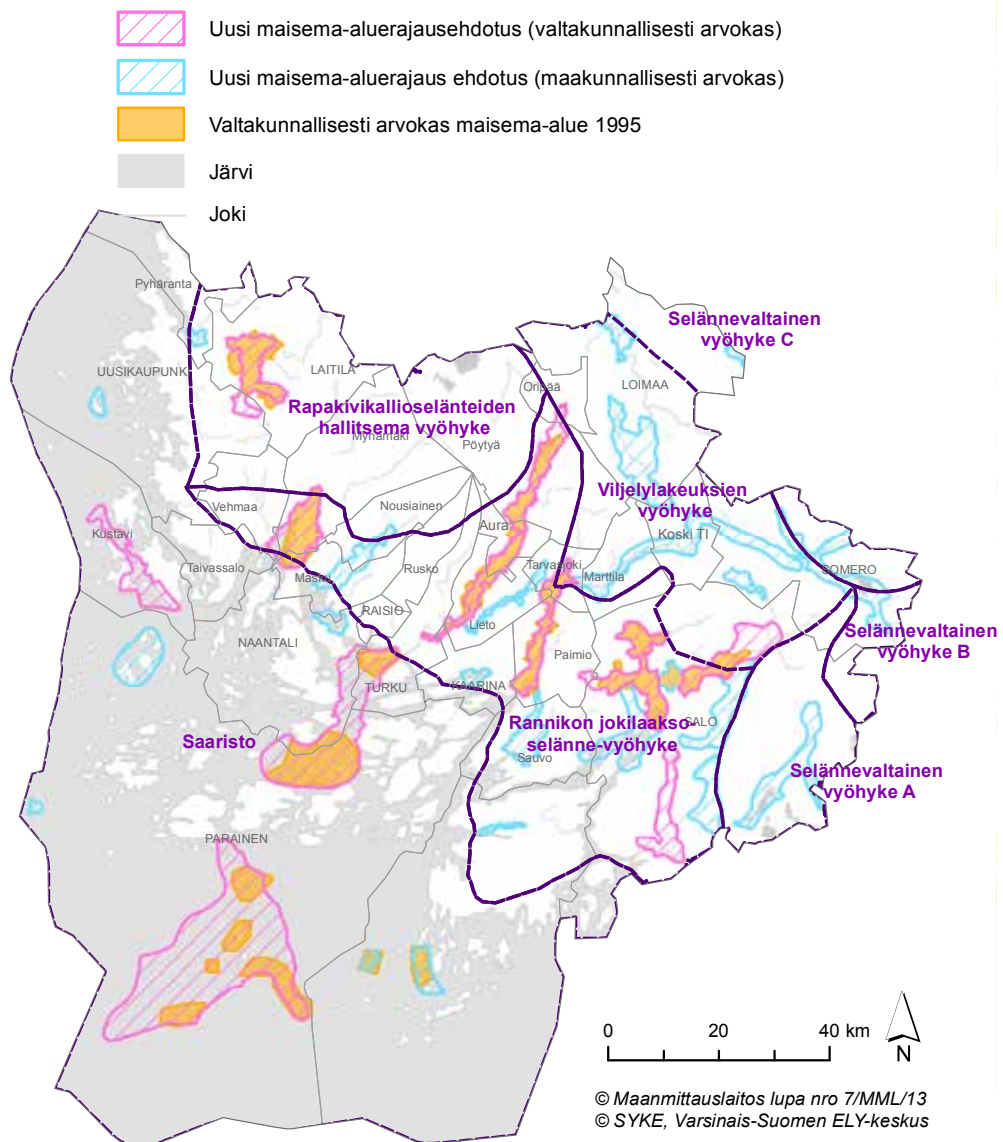 Uusi maisema-aluerajausehdotus (valtakunnallisesti arvokas)
Uusi maisema-aluerajaus ehdotus (maakunnallisesti arvokas)
Valtakunnallisesti arvokas maisema-alue 1995
Järvi
Joki
Pyhäranta
Selännevaltainen
vyöhyke C
UUSIKAUPUNK
LAITILA
Oripää
LOIMAA
Rapakivikallioselänteiden
hallitsema vyöhyke
Mynämäki
Pöytyä
Viljelylakeuksien
vyöhyke
Vehmaa
Nousiainen
Aura
Koski Tl
Kustavi
Taivassalo
Masku
Rusko
Tarvasjoki
Marttila
SOMERO
RAISIO
Lieto
NAANTALI
Paimio
Selännevaltainen
vyöhyke B
TURKU
KAARINA
Saaristo
Rannikon jokilaakso-
selänne-vyöhyke
SALO
Sauvo
Selännevaltainen
vyöhyke A
PARAINEN
0 20 40 km
N
© Maanmittauslaitos lupa nro 7/MML/13
© SYKE, Varsinais-Suomen ELY-keskus